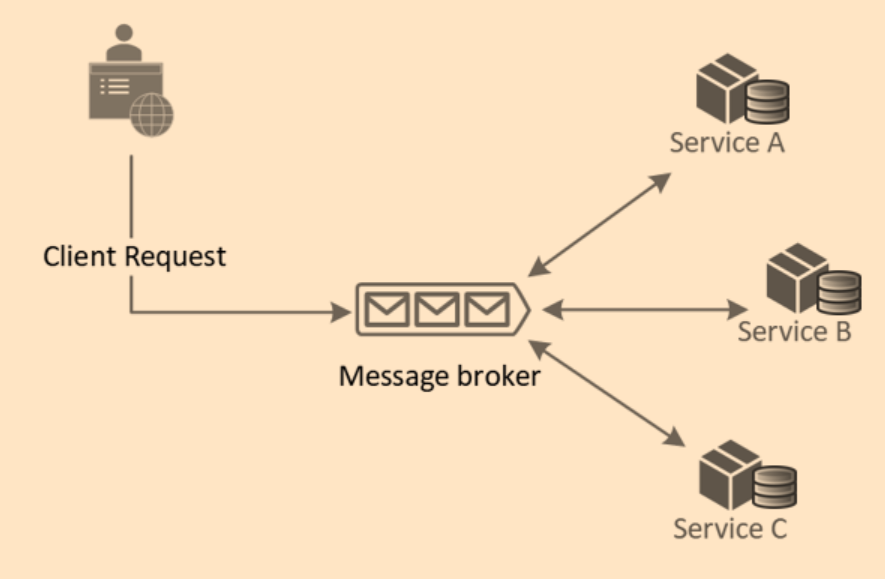 Client Request
Message broker
Service A
Service B
Service C